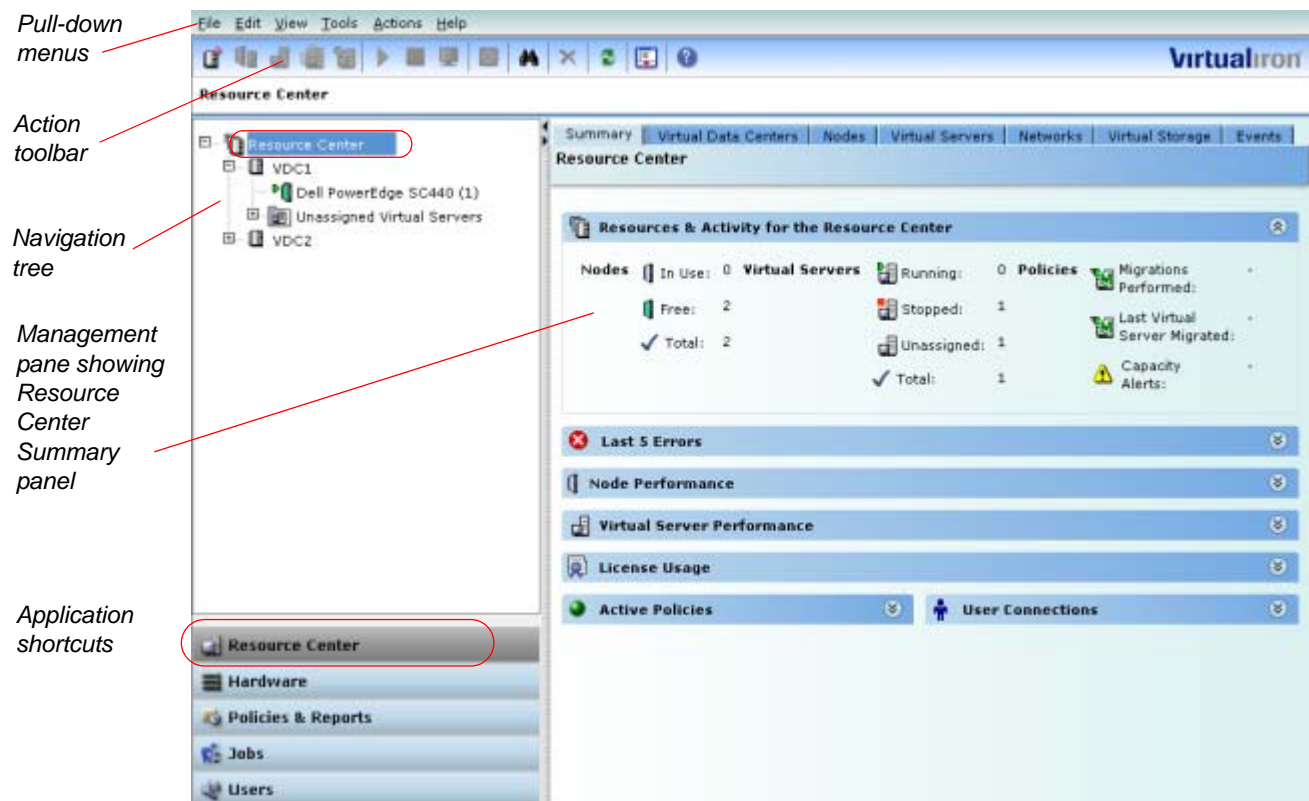 Pull-down
menus
File Edit View Tools Actions Help
Virtualiron
Action
toolbar
Resource Center
Navigation
tree
Resource Center
VDC1
Dell PowerEdge SC440 (1)
Unassigned Virtual Servers
VDC2
Summary Virtual Data Centers Nodes Virtual Servers Networks Virtual Storage Events
Resource Center
Resources & Activity for the Resource Center
Nodes In Use: 0 Virtual Servers Running: 0 Policies Migrations
Performed: -
Free: 2 Stopped: 1 Last Virtual
Server Migrated: -
Total: 2 Unassigned: 1
Total: 1 Capacity
Alerts: -
Management
pane showing
Resource
Center
Summary
panel
Last 5 Errors
Node Performance
Virtual Server Performance
License Usage
Active Policies User Connections
Application
shortcuts
Resource Center
Hardware
Policies & Reports
Jobs
Users